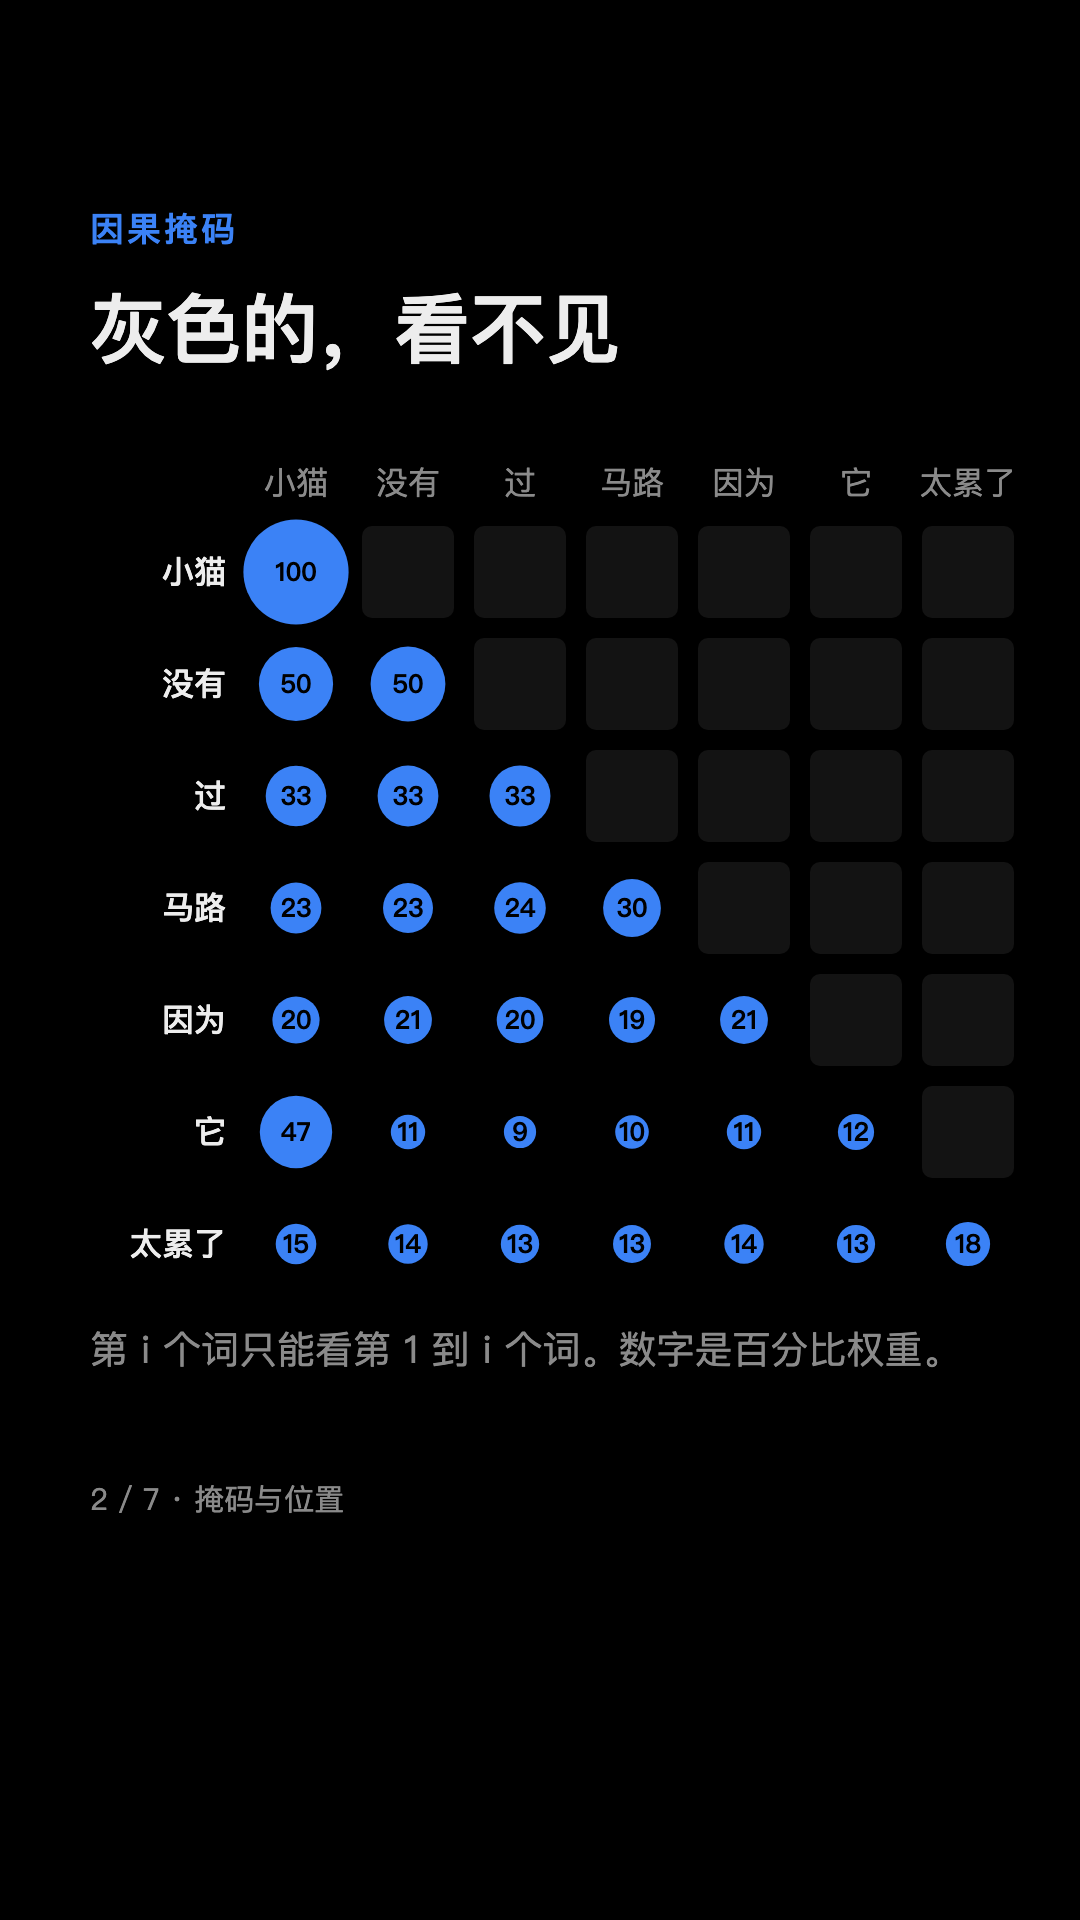 因果掩码
灰色的，看不见
小猫 没有 过 马路 因为 它 太累了
小猫 100
没有 50 50
过 33 33 33
马路 23 23 24 30
因为 20 21 20 19 21
它 47 11 9 10 11 12
太累了 15 14 13 13 14 13 18
第 i 个词只能看第 1 到 i 个词。数字是百分比权重。
2 / 7 · 掩码与位置